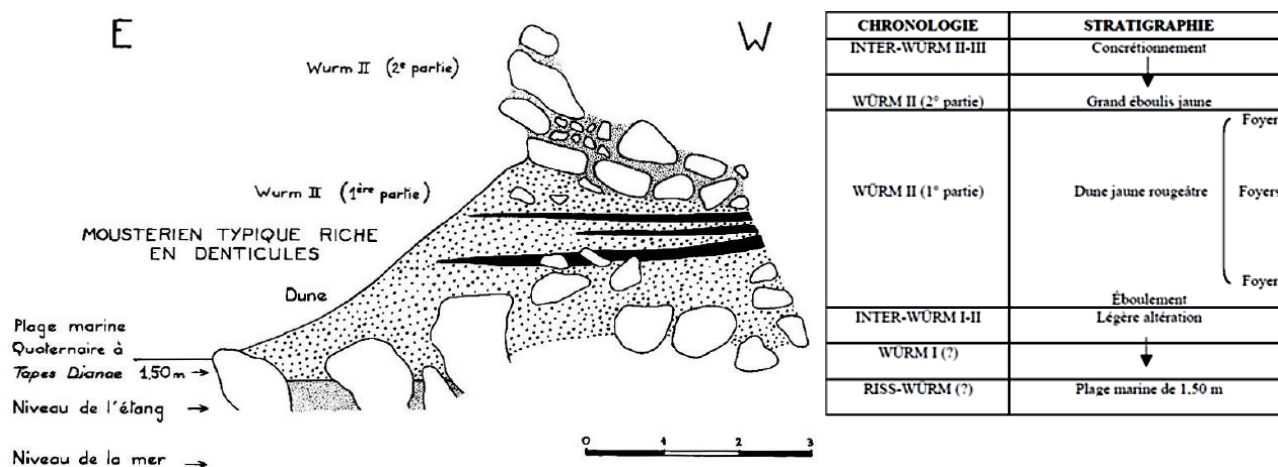 E
W
Wurm II (2e partie)
Wurm II (1ère partie)
MOUSTERIEN TYPIQUE RICHE
EN DENTICULES
Dune
Plage marine
Quaternaire à
Tapes Dianae 1,50 m →
Niveau de l'étang →
Niveau de la mer →
0 1 2 3
CHRONOLOGIE STRATIGRAPHIE
INTER-WÜRM II-III Concrétionnement
WÜRM II (2° partie) Grand éboulis jaune
Foyer
WÜRM II (1° partie) Dune jaune rougeâtre Foyers
Foyer
Éboulement
INTER-WÜRM I-II Légère altération
WÜRM I (?)
RISS-WÜRM (?) Plage marine de 1,50 m